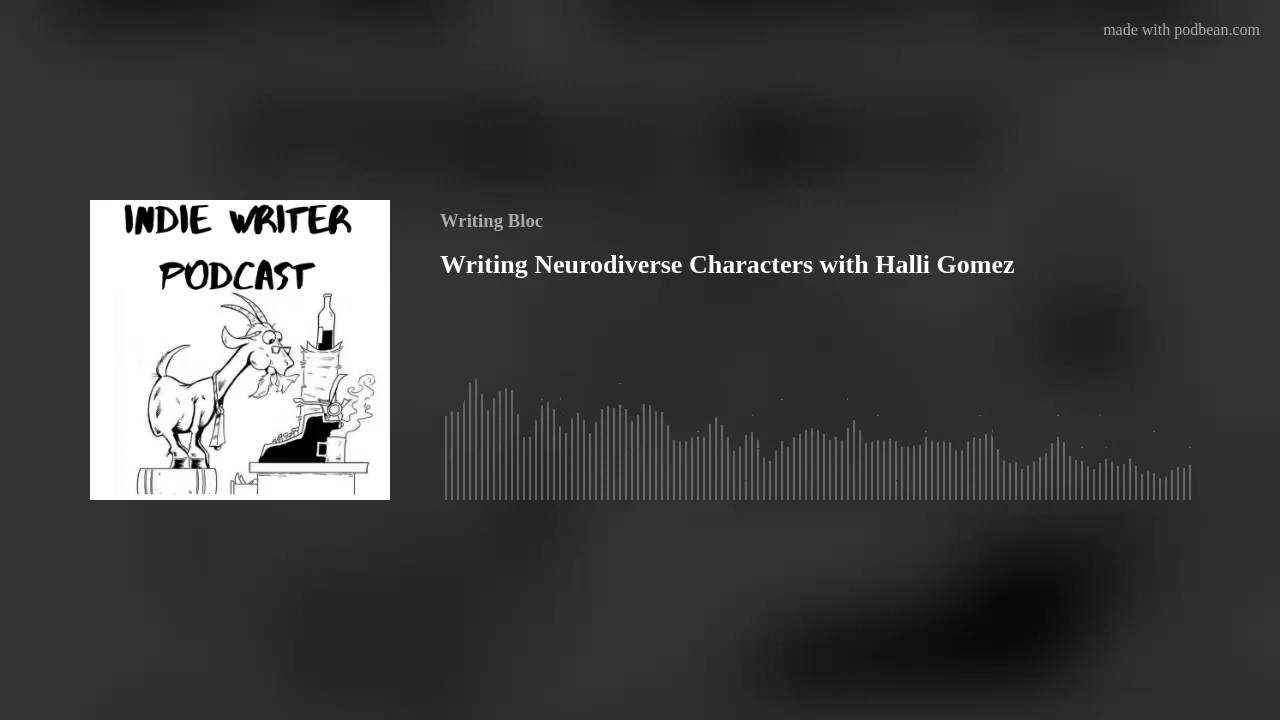 made with podbean.com
INDIE WRITER
PODCAST
Writing Bloc
Writing Neurodiverse Characters with Halli Gomez